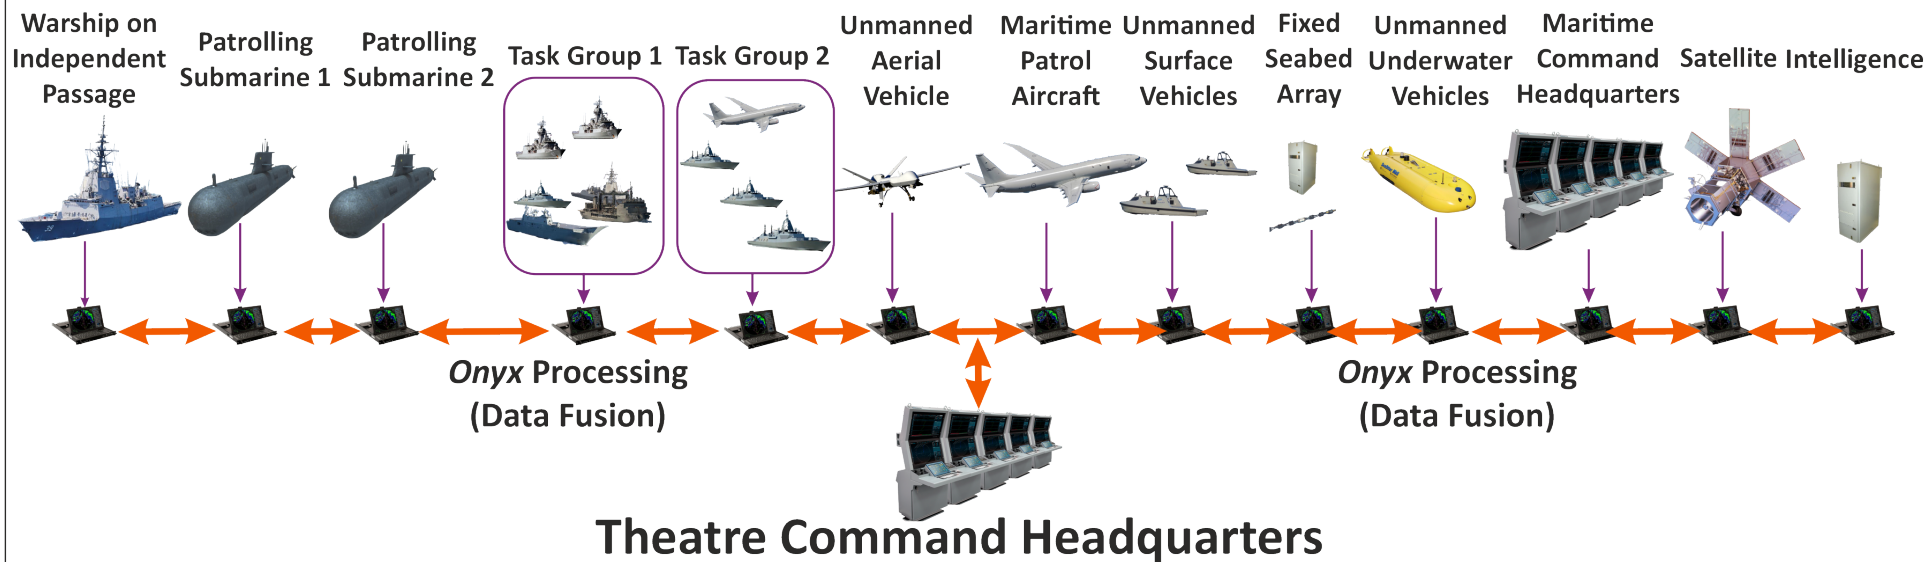 Warship on
Independent
Passage
Patrolling
Submarine 1
Patrolling
Submarine 2
Task Group 1
Task Group 2
Unmanned
Aerial
Vehicle
Maritime
Patrol
Aircraft
Unmanned
Surface
Vehicles
Fixed
Seabed
Array
Unmanned
Underwater
Vehicles
Maritime
Command
Headquarters
Satellite
Intelligence
Onyx Processing
(Data Fusion)
Onyx Processing
(Data Fusion)
Theatre Command Headquarters